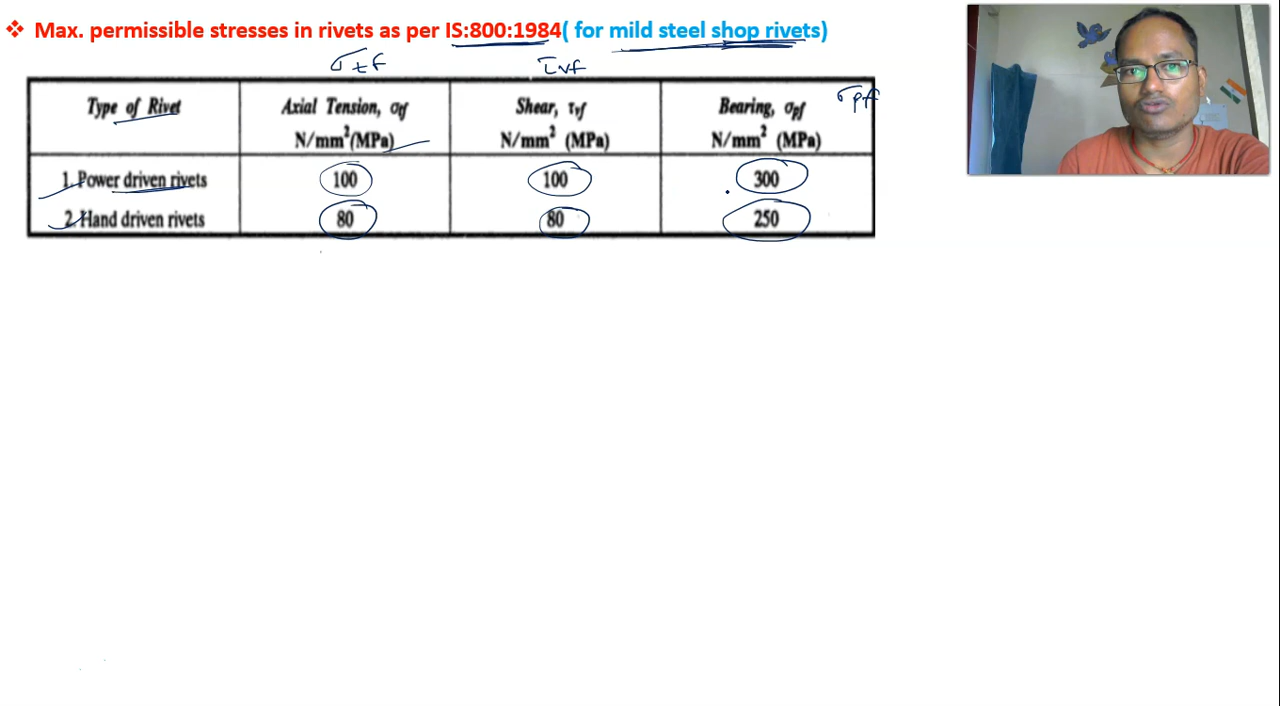 ❖ Max. permissible stresses in rivets as per IS:800:1984( for mild steel shop rivets)
σtf τvf
Type of Rivet Axial Tension, σtf Shear, τvf Bearing, σpf σpf
N/mm²(MPa) N/mm² (MPa) N/mm² (MPa)
1. Power driven rivets 100 100 300
2. Hand driven rivets 80 80 250